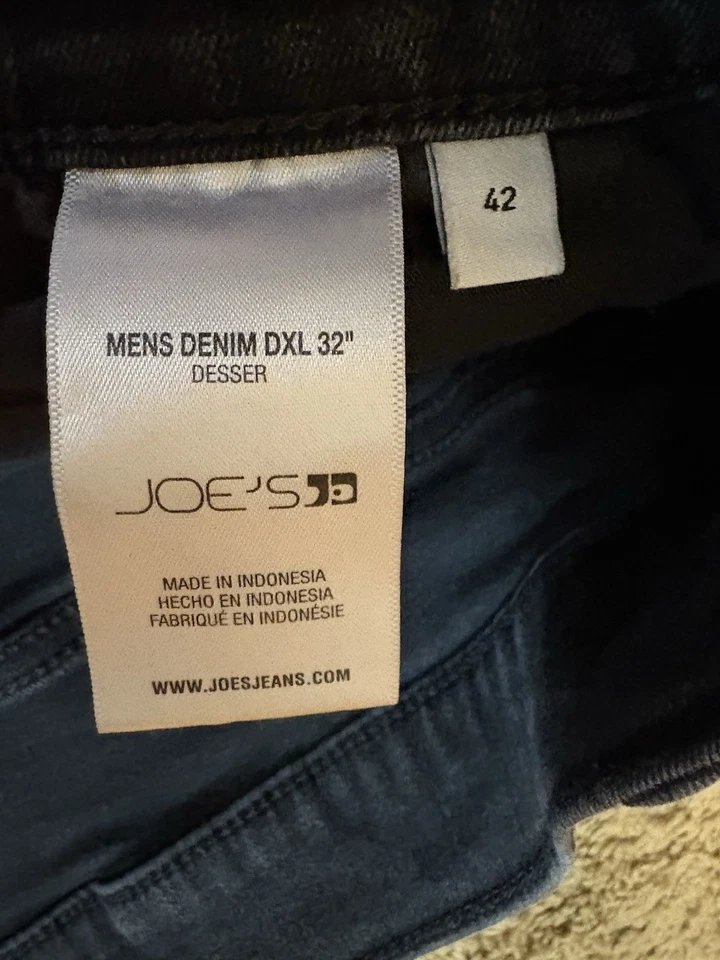 42
MENS DENIM DXL 32"
DESSER
JOE'S
MADE IN INDONESIA
HECHO EN INDONESIA
FABRIQUÉ EN INDONÉSIE
WWW.JOESJEANS.COM